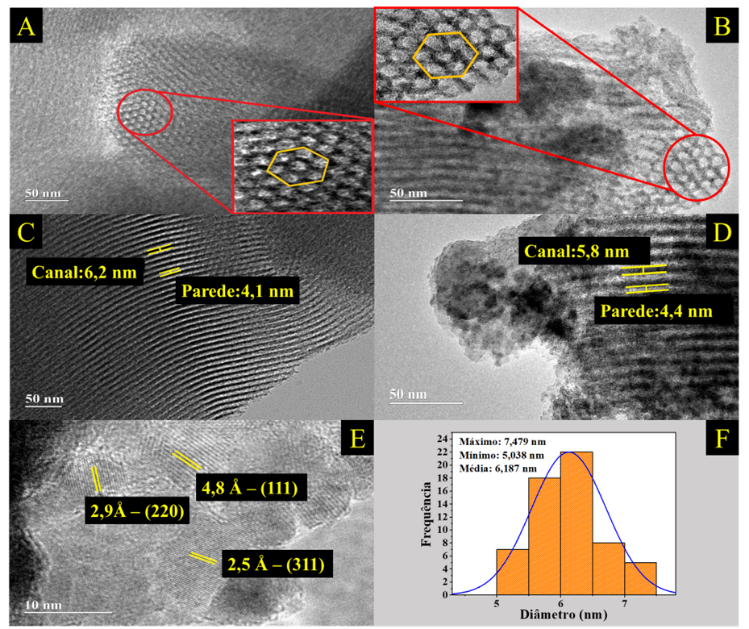 A
50 nm
B
50 nm
C
Canal:6,2 nm
Parede:4,1 nm
50 nm
D
Canal:5,8 nm
Parede:4,4 nm
50 nm
E
2,9Å – (220)
4,8 Å – (111)
2,5 Å – (311)
10 nm
F
Máximo: 7,479 nm
Mínimo: 5,038 nm
Média: 6,187 nm
Frequência
24
22
20
18
16
14
12
10
8
6
4
2
0
5 6 7
Diâmetro (nm)